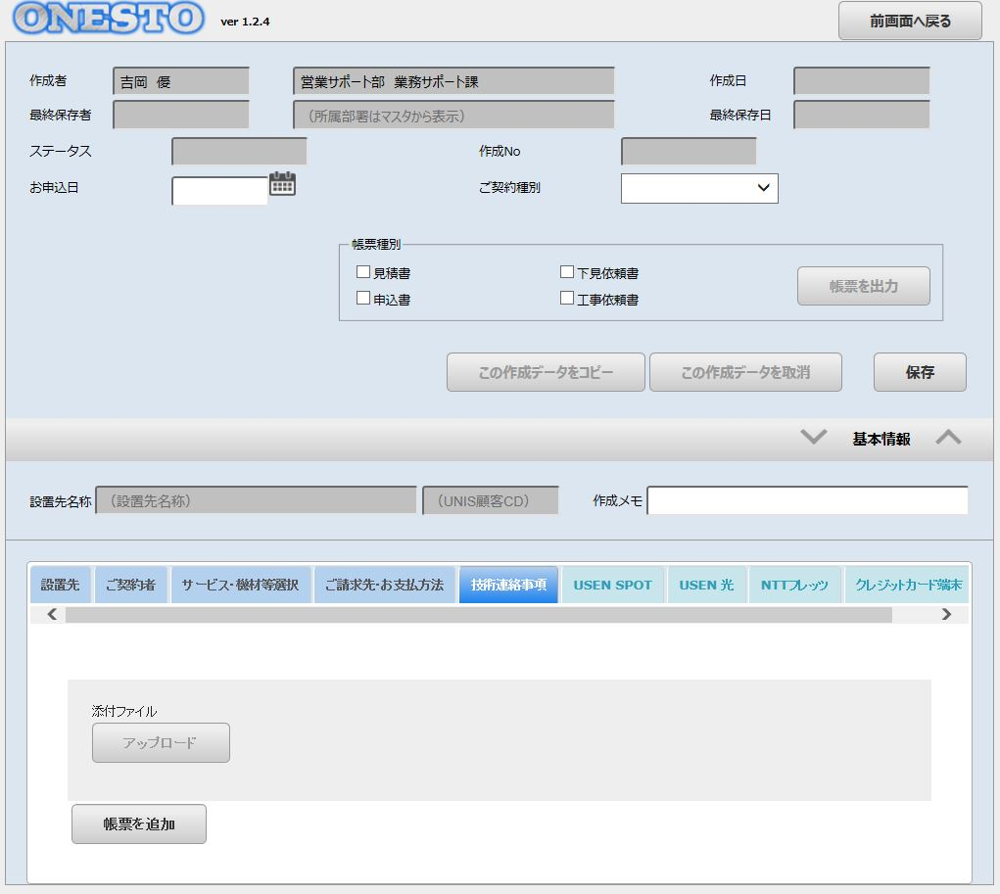 ONESTO ver 1.2.4 前画面へ戻る
作成者 吉岡 優 営業サポート部 業務サポート課 作成日
最終保存者 (所属部署はマスタから表示) 最終保存日
ステータス 作成No
お申込日 ご契約種別
帳票種別
見積書 下見依頼書 帳票を出力
申込書 工事依頼書
この作成データをコピー この作成データを取消 保存
基本情報
設置先名称 (設置先名称) (UNIS顧客CD) 作成メモ
設置先 ご契約者 サービス・機材等選択 ご請求先・お支払方法 技術連絡事項 USEN SPOT USEN 光 NTTフレッツ クレジットカード端末
添付ファイル
アップロード
帳票を追加